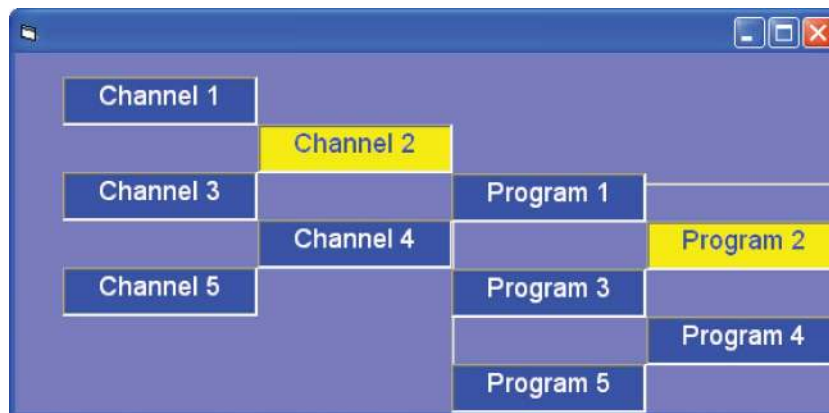 Channel 1
Channel 2
Channel 3
Program 1
Channel 4
Program 2
Channel 5
Program 3
Program 4
Program 5